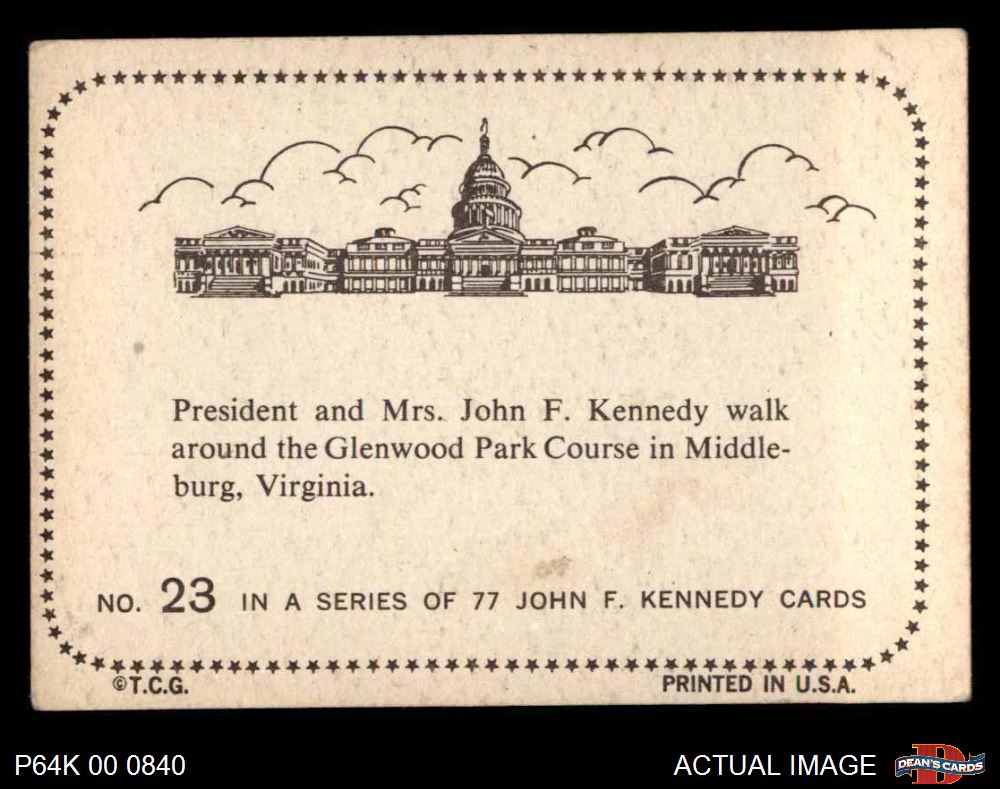 President and Mrs. John F. Kennedy walk
around the Glenwood Park Course in Middle-
burg, Virginia.
NO. 23 IN A SERIES OF 77 JOHN F. KENNEDY CARDS
©T.C.G. PRINTED IN U.S.A.
P64K 00 0840 ACTUAL IMAGE DEAN'S CARDS